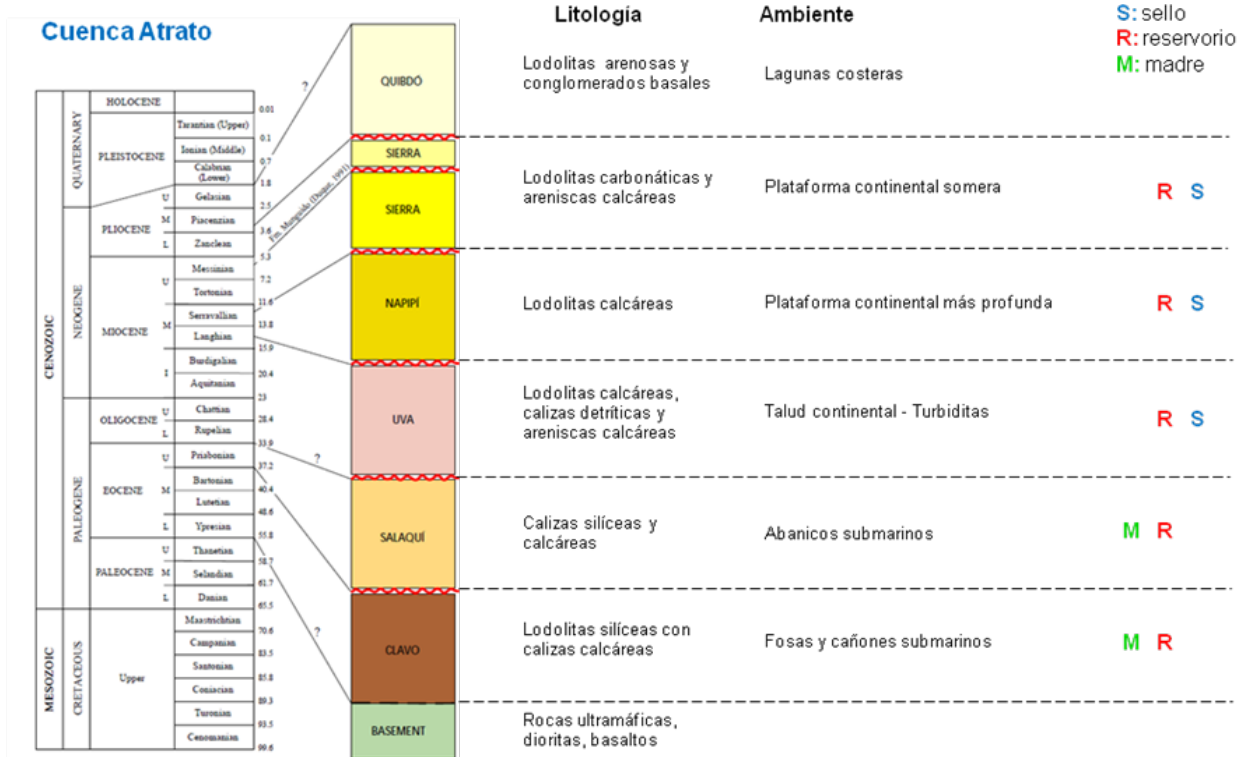 Cuenca Atrato
Litología
Ambiente
S: sello
R: reservorio
M: madre
CENOZOIC
MESOZOIC
QUATERNARY
NEOGENE
PALEOGENE
CRETACEOUS
HOLOCENE
0.01
PLEISTOCENE
Tarantian (Upper)
0.1
Ionian (Middle)
0.7
Calabrian
(Lower)
1.8
U
Gelasian
2.5
PLIOCENE
M
Piacenzian
3.6
L
Zanclean
5.3
MIOCENE
U
Messinian
7.2
Tortonian
11.6
M
Serravallian
13.8
Langhian
15.9
I
Burdigalian
20.4
Aquitanian
23
OLIGOCENE
U
Chattian
28.4
L
Rupelian
33.9
EOCENE
U
Priabonian
37.2
M
Bartonian
40.4
Lutetian
48.6
L
Ypresian
55.8
PALEOCENE
U
Thanetian
58.7
M
Selandian
61.7
L
Danian
65.5
Upper
Maastrichtian
70.6
Campanian
83.5
Santonian
85.8
Coniacian
89.3
Turonian
93.5
Cenomanian
99.6
?
Fm. Munguidó (Duque, 1991)
?
?
QUIBDÓ
Lodolitas arenosas y
conglomerados basales
Lagunas costeras
SIERRA
SIERRA
Lodolitas carbonáticas y
areniscas calcáreas
Plataforma continental somera
R S
NAPIPÍ
Lodolitas calcáreas
Plataforma continental más profunda
R S
UVA
Lodolitas calcáreas,
calizas detríticas y
areniscas calcáreas
Talud continental - Turbiditas
R S
SALAQUÍ
Calizas silíceas y
calcáreas
Abanicos submarinos
M R
CLAVO
Lodolitas silíceas con
calizas calcáreas
Fosas y cañones submarinos
M R
BASEMENT
Rocas ultramáficas,
dioritas, basaltos